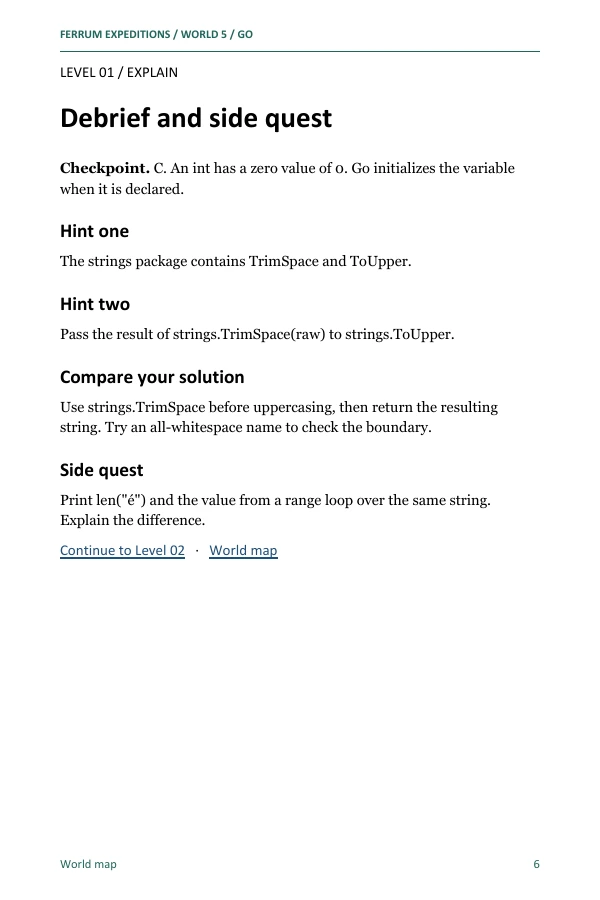 FERRUM EXPEDITIONS / WORLD 5 / GO
LEVEL 01 / EXPLAIN
Debrief and side quest
Checkpoint. C. An int has a zero value of 0. Go initializes the variable
when it is declared.
Hint one
The strings package contains TrimSpace and ToUpper.
Hint two
Pass the result of strings.TrimSpace(raw) to strings.ToUpper.
Compare your solution
Use strings.TrimSpace before uppercasing, then return the resulting
string. Try an all-whitespace name to check the boundary.
Side quest
Print len("é") and the value from a range loop over the same string.
Explain the difference.
Continue to Level 02 · World map
World map 6